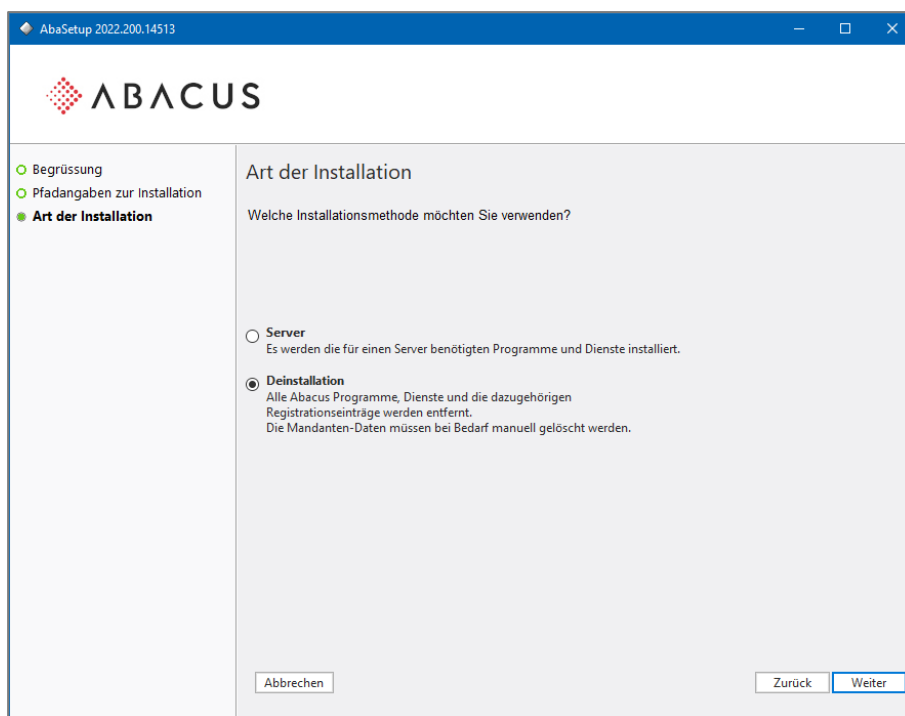 AbaSetup 2022.200.14513
ABACUS
Begrüssung
Pfadangaben zur Installation
Art der Installation
Art der Installation
Welche Installationsmethode möchten Sie verwenden?
Server
Es werden die für einen Server benötigten Programme und Dienste installiert.
Deinstallation
Alle Abacus Programme, Dienste und die dazugehörigen
Registrationseinträge werden entfernt.
Die Mandanten-Daten müssen bei Bedarf manuell gelöscht werden.
Abbrechen
Zurück
Weiter